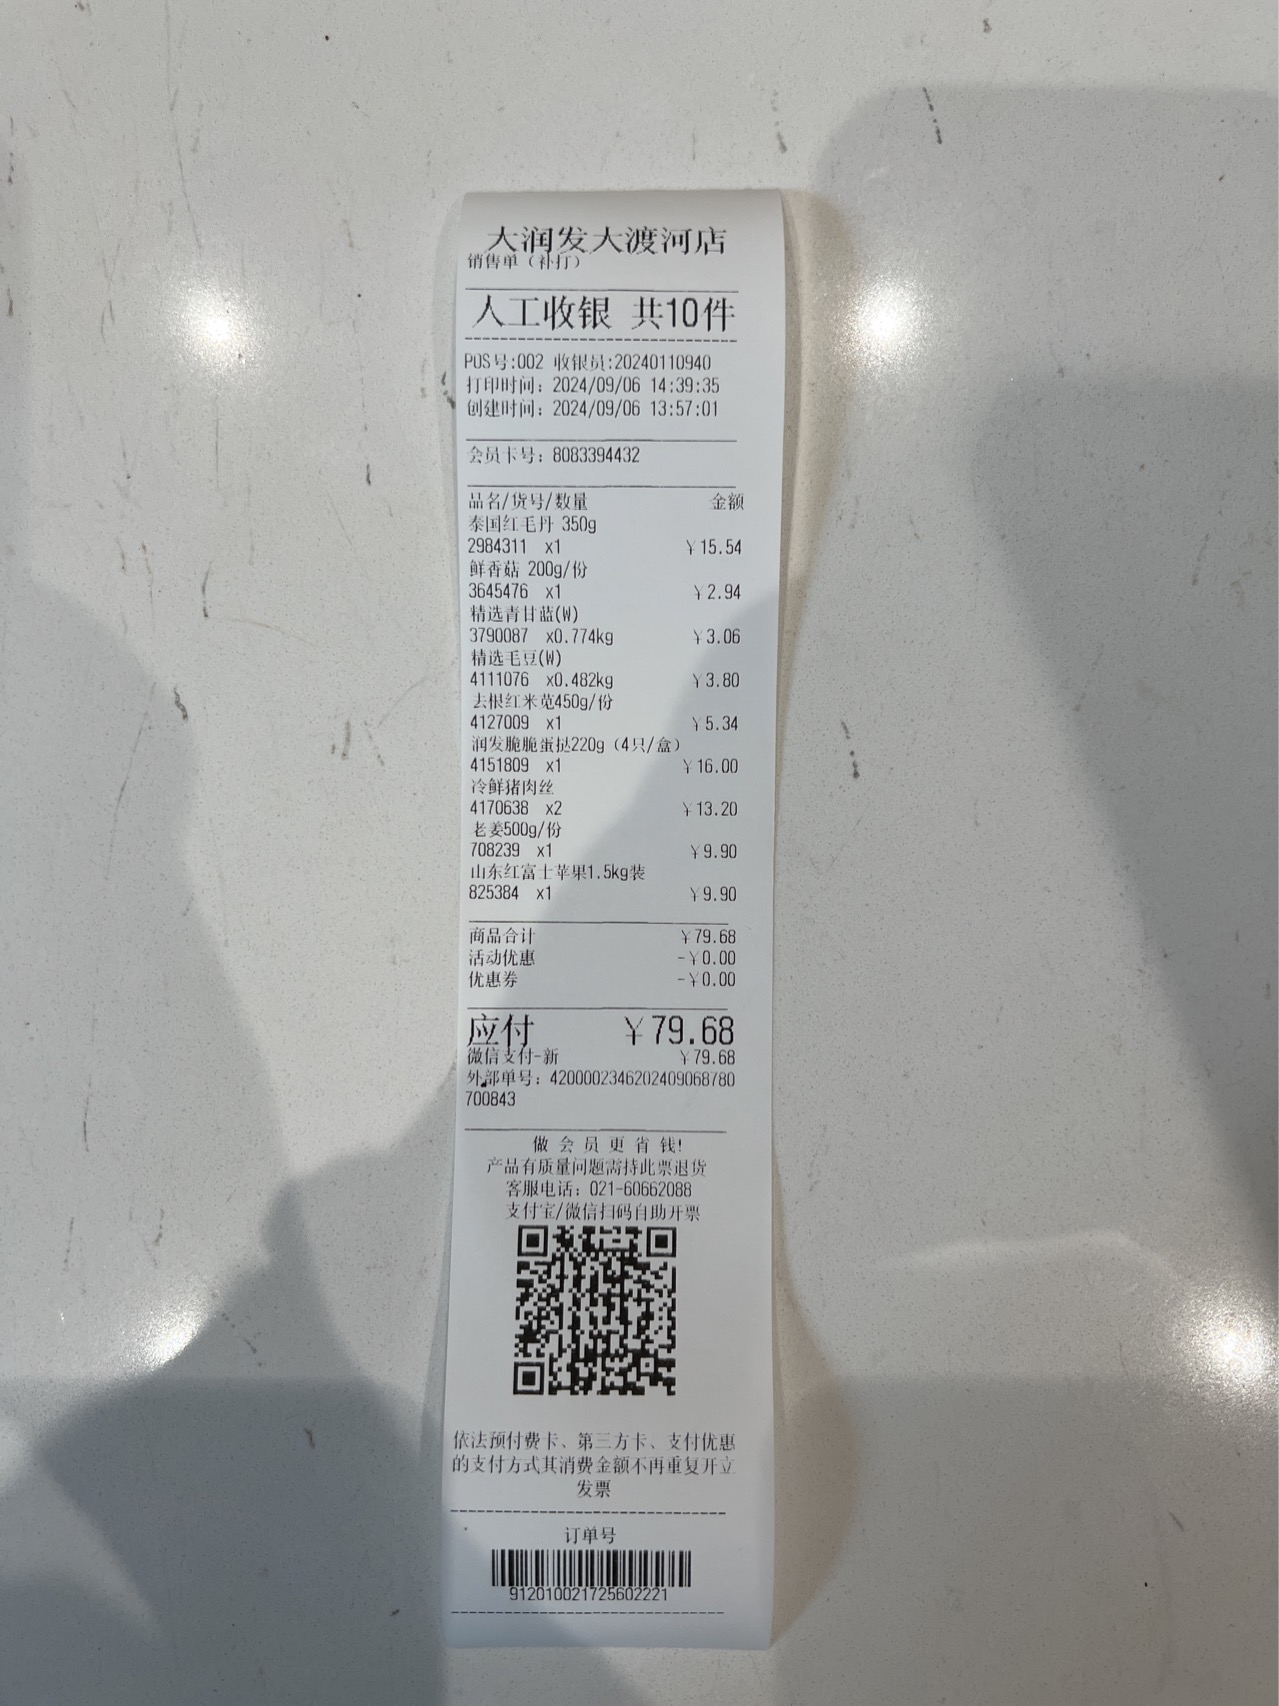 大润发大渡河店
销售单（补打）
人工收银 共10件
POS号:002 收银员:20240110940
打印时间：2024/09/06 14:39:35
创建时间：2024/09/06 13:57:01
会员卡号：8083394432
品名/货号/数量 金额
泰国红毛丹 350g
2984311 x1 ¥15.54
鲜香菇 200g/份
3645476 x1 ¥2.94
精选青甘蓝(W)
3790087 x0.774kg ¥3.06
精选毛豆(W)
4111076 x0.482kg ¥3.80
去根红米苋450g/份
4127009 x1 ¥5.34
润发脆脆蛋挞220g（4只/盒）
4151809 x1 ¥16.00
冷鲜猪肉丝
4170638 x2 ¥13.20
老姜500g/份
708239 x1 ¥9.90
山东红富士苹果1.5kg装
825384 x1 ¥9.90
商品合计 ¥79.68
活动优惠 -¥0.00
优惠券 -¥0.00
应付 ¥79.68
微信支付-新 ¥79.68
外部单号：4200002346202409068780
700843
做 会 员 更 省 钱!
产品有质量问题需持此票退货
客服电话：021-60662088
支付宝/微信扫码自助开票
依法预付费卡、第三方卡、支付优惠
的支付方式其消费金额不再重复开立
发票
订单号
912010021725602221